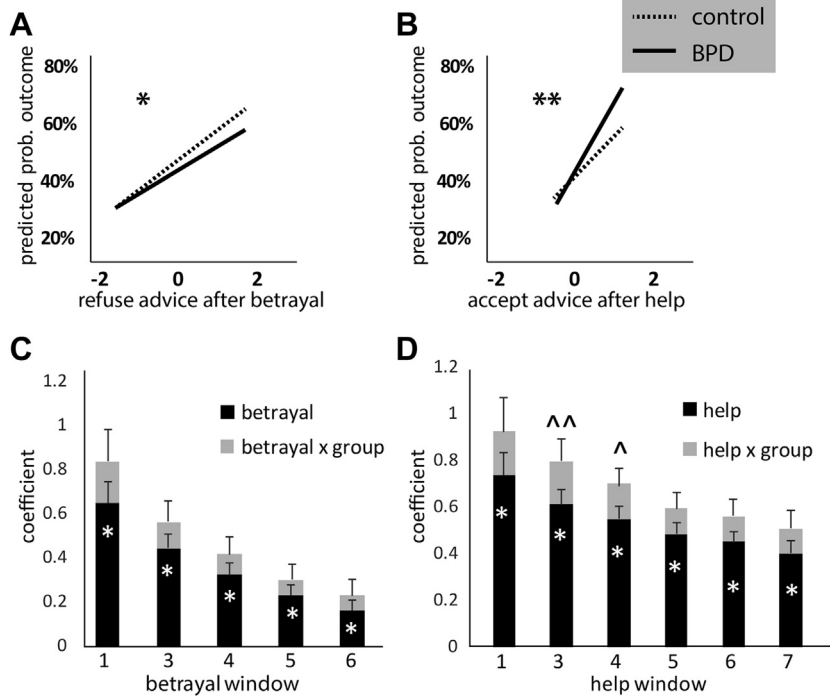 A
predicted prob. outcome
80%
60%
40%
20%
*
-2 0 2
refuse advice after betrayal
B
control
BPD
predicted prob. outcome
80%
60%
40%
20%
**
-2 0 2
accept advice after help
C
coefficient
1.2
1
0.8
0.6
0.4
0.2
0
betrayal
betrayal x group
* * * * *
1 3 4 5 6
betrayal window
D
coefficient
1.2
1
0.8
0.6
0.4
0.2
0
help
help x group
^^ ^
* * * * * *
1 3 4 5 6 7
help window